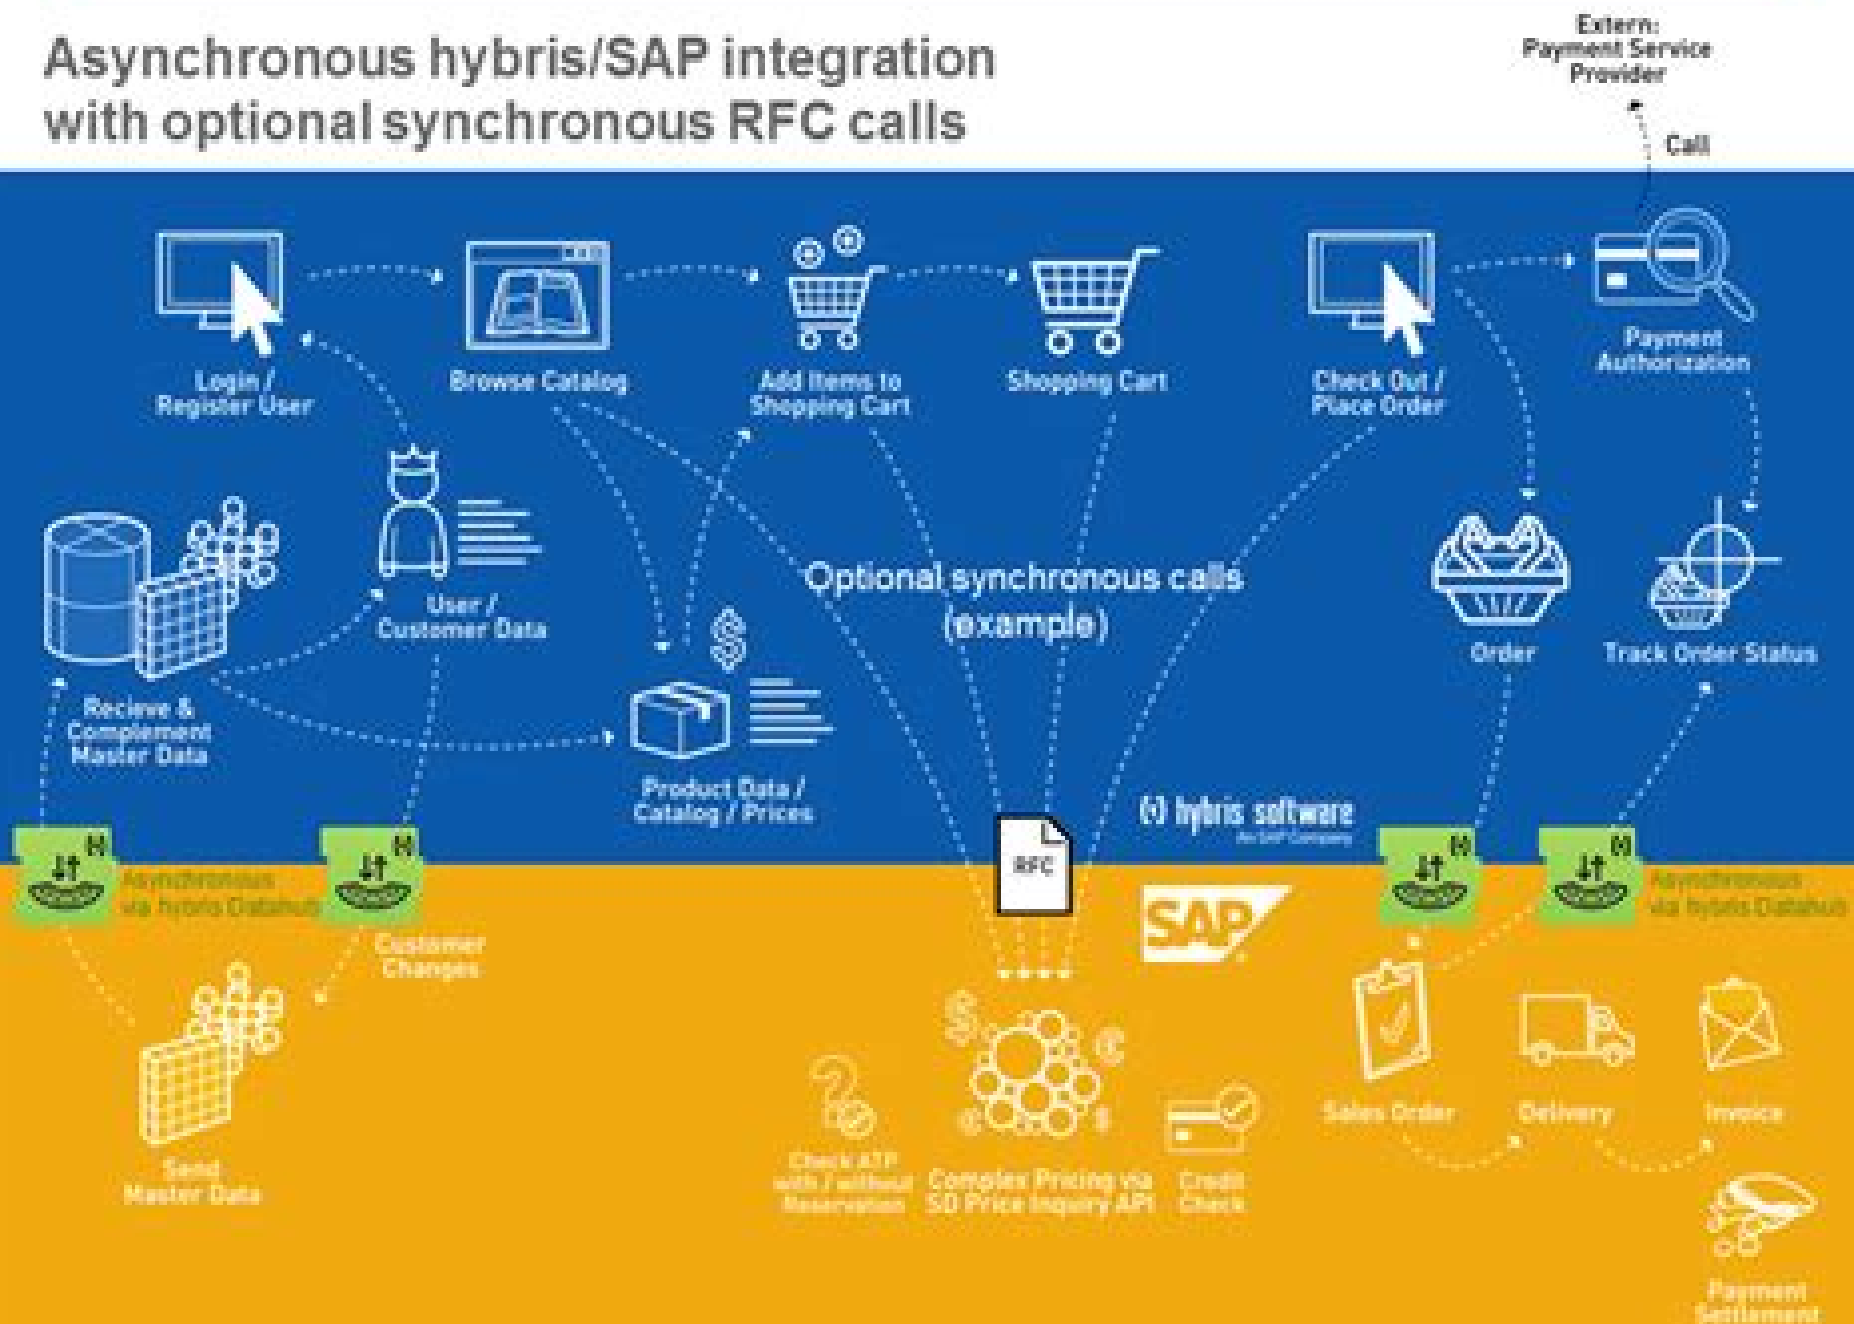 Asynchronous hybris/SAP integration
with optional synchronous RFC calls
Extern:
Payment Service
Provider
Call
Login /
Register User
Browse Catalog
Add Items to
Shopping Cart
Shopping Cart
Check Out /
Place Order
Payment
Authorization
User /
Customer Data
Optional synchronous calls
(example)
Order
Track Order Status
Recieve &
Complement
Master Data
Product Data /
Catalog / Prices
(y) hybris software
An SAP Company
RFC
SAP
Asynchronous
via hybris Datahub
Asynchronous
via hybris Datahub
Customer
Changes
Send
Master Data
Check ATP
with / without
Reservation
Complex Pricing via
SD Price Inquiry API
Credit
Check
Sales Order
Delivery
Invoice
Payment
Settlement